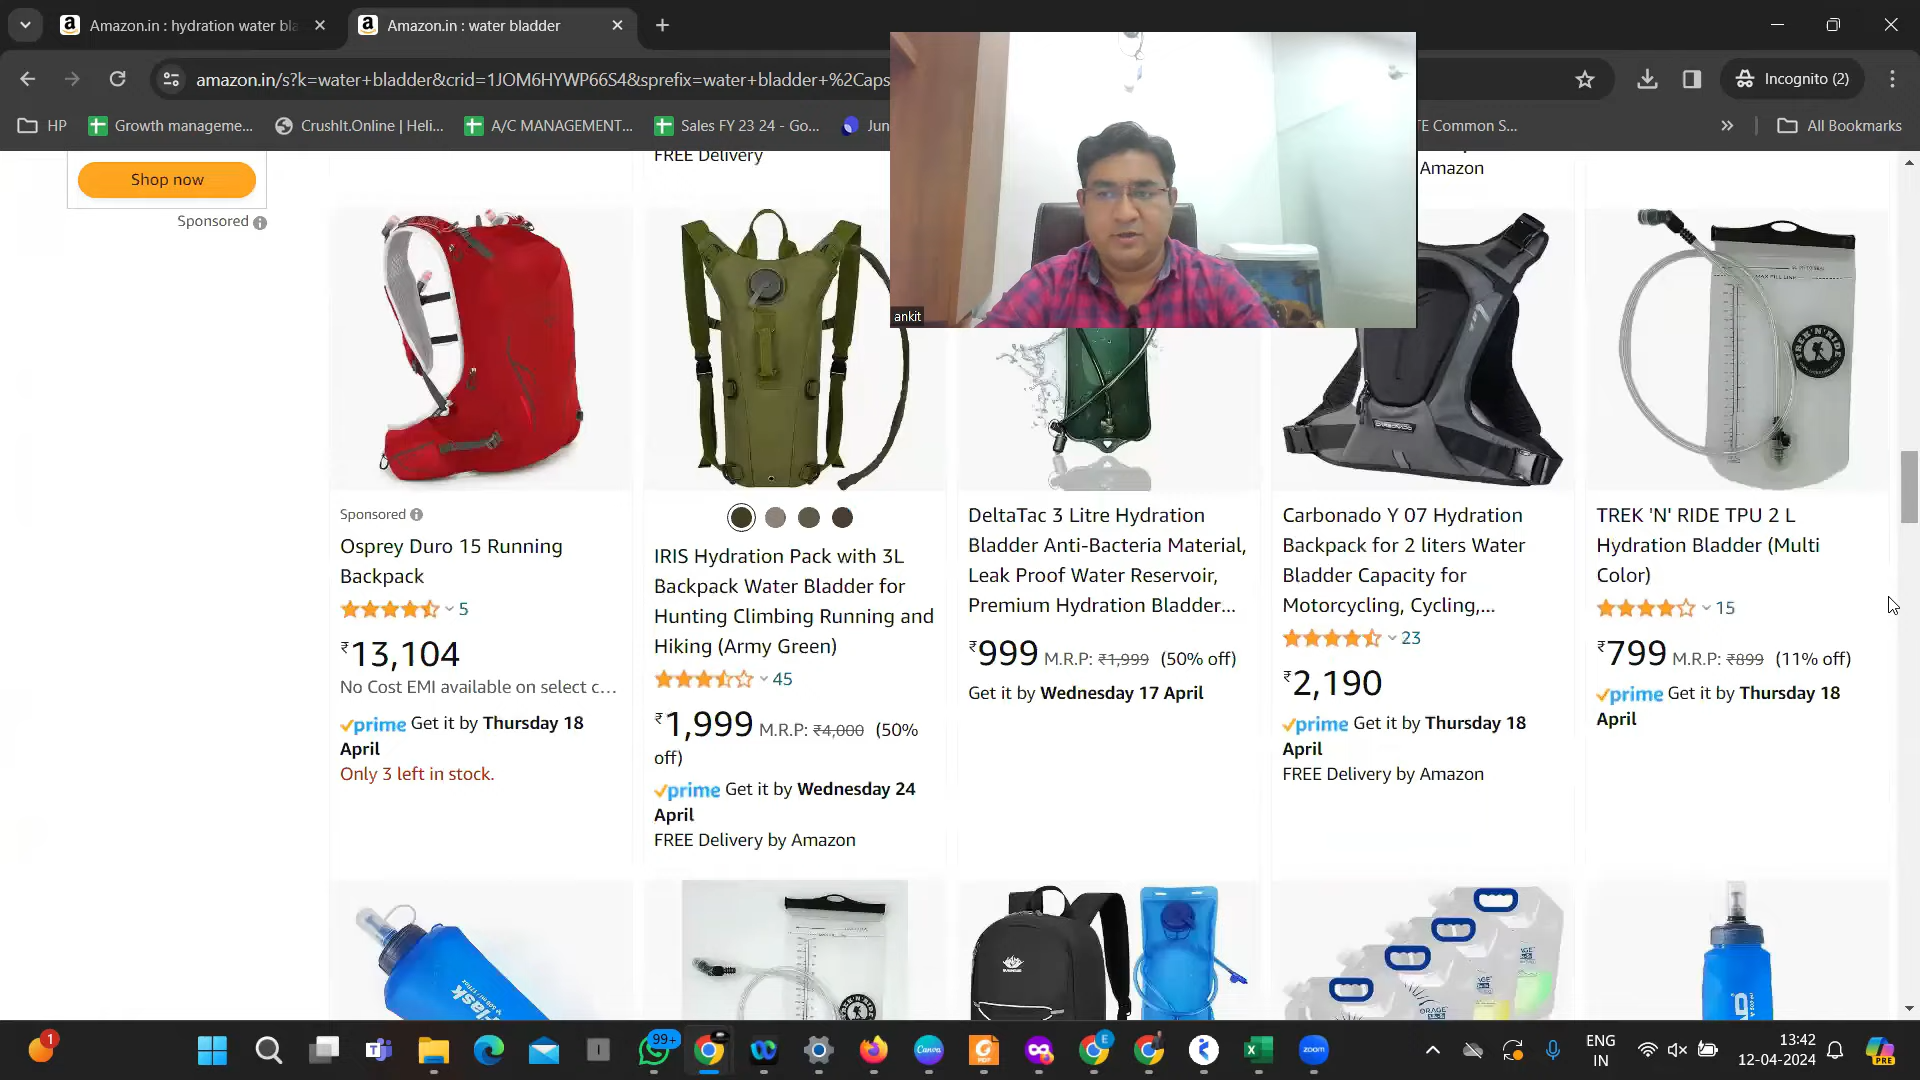 Amazon.in : hydration water bla
Amazon.in : water bladder
amazon.in/s?k=water+bladder&crid=1JOM6HYWP66S4&sprefix=water+bladder+%2Caps
Incognito (2)
HP
Growth manageme...
CrushIt.Online | Heli...
A/C MANAGEMENT...
Sales FY 23 24 - Go...
Jun
E Common S...
All Bookmarks
Shop now
Sponsored
FREE Delivery
Amazon
ankit
Sponsored
Osprey Duro 15 Running
Backpack
5
₹13,104
No Cost EMI available on select c...
prime Get it by Thursday 18
April
Only 3 left in stock.
IRIS Hydration Pack with 3L
Backpack Water Bladder for
Hunting Climbing Running and
Hiking (Army Green)
45
₹1,999 M.R.P: ₹4,000 (50%
off)
prime Get it by Wednesday 24
April
FREE Delivery by Amazon
DeltaTac 3 Litre Hydration
Bladder Anti-Bacteria Material,
Leak Proof Water Reservoir,
Premium Hydration Bladder...
₹999 M.R.P: ₹1,999 (50% off)
Get it by Wednesday 17 April
Carbonado Y 07 Hydration
Backpack for 2 liters Water
Bladder Capacity for
Motorcycling, Cycling,...
23
₹2,190
prime Get it by Thursday 18
April
FREE Delivery by Amazon
TREK'N'RIDE
TREK 'N' RIDE TPU 2 L
Hydration Bladder (Multi
Color)
15
₹799 M.R.P: ₹899 (11% off)
prime Get it by Thursday 18
April
1
99+
Canva
E
zoom
ENG
IN
13:42
12-04-2024
PRE